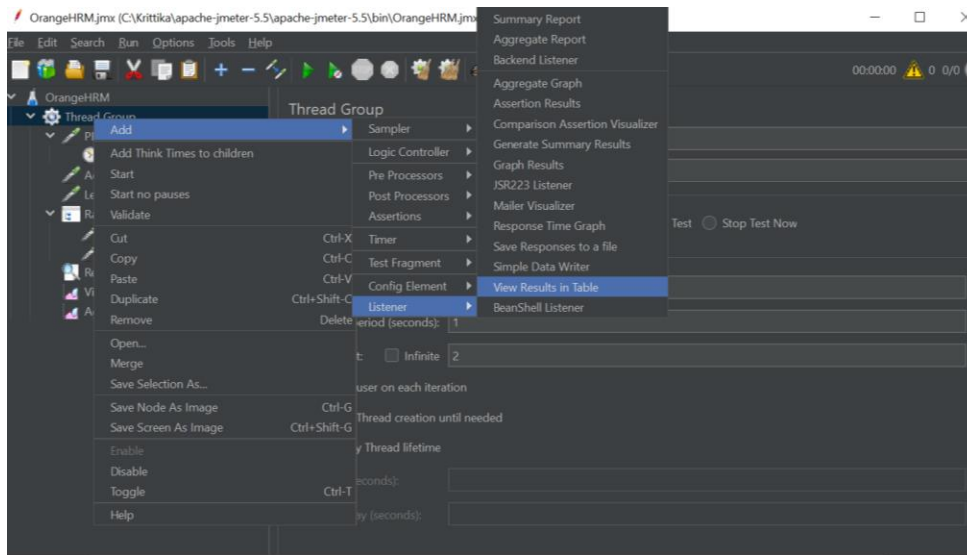 OrangeHRM.jmx (C:\Krittika\apache-jmeter-5.5\apache-jmeter-5.5\bin\OrangeHRM.jmx
File Edit Search Run Options Tools Help
00:00:00 0 0/0
OrangeHRM
Thread Group
Thread Group
Add
Add Think Times to children
Start
Start no pauses
Validate
Cut Ctrl-X
Copy Ctrl-C
Paste Ctrl-V
Duplicate Ctrl+Shift-C
Remove Delete
Open...
Merge
Save Selection As...
Save Node As Image Ctrl-G
Save Screen As Image Ctrl+Shift-G
Enable
Disable
Toggle Ctrl-T
Help
Sampler
Logic Controller
Pre Processors
Post Processors
Assertions
Timer
Test Fragment
Config Element
Listener
Summary Report
Aggregate Report
Backend Listener
Aggregate Graph
Assertion Results
Comparison Assertion Visualizer
Generate Summary Results
Graph Results
JSR223 Listener
Mailer Visualizer
Response Time Graph
Save Responses to a file
Simple Data Writer
View Results in Table
BeanShell Listener
Test Stop Test Now
period (seconds): 1
Infinite 2
user on each iteration
Thread creation until needed
y Thread lifetime
econds):
ay (seconds):